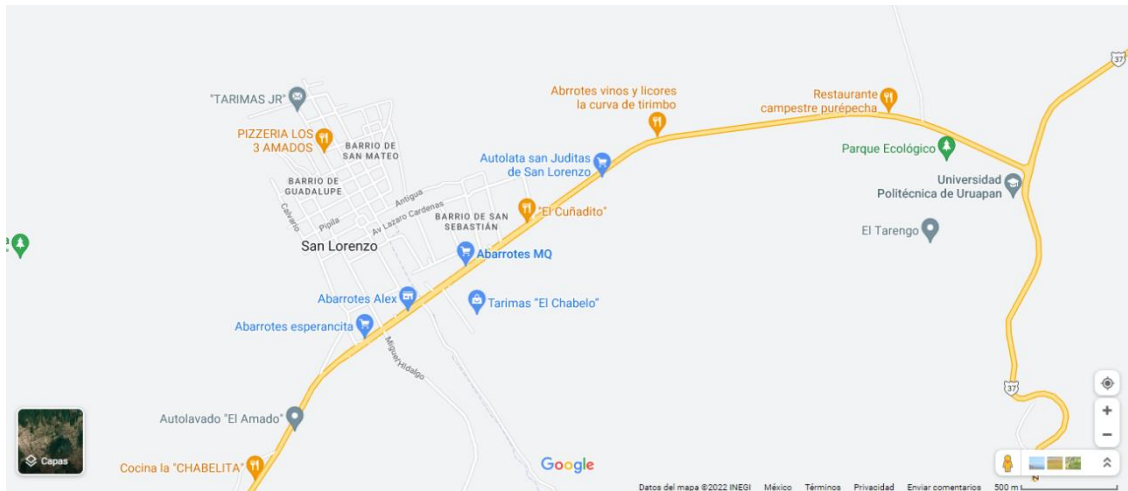 37
Abrrotes vinos y licores
la curva de tirimbo
Restaurante
campestre purépecha
"TARIMAS JR"
PIZZERIA LOS
3 AMADOS
BARRIO DE
SAN MATEO
Parque Ecológico
Autolata san Juditas
de San Lorenzo
BARRIO DE
GUADALUPE
Universidad
Politécnica de Uruapan
Antigua
Calvario
Pipila
Av Lazaro Cardenas
BARRIO DE SAN
SEBASTIÁN
"El Cuñadito"
El Tarengo
San Lorenzo
Abarrotes MQ
Abarrotes Alex
Tarimas "El Chabelo"
Abarrotes esperancita
Miguel Hidalgo
37
Autolavado "El Amado"
Capas
Cocina la "CHABELITA"
Google
Datos del mapa ©2022 INEGI México Términos Privacidad Enviar comentarios 500 m